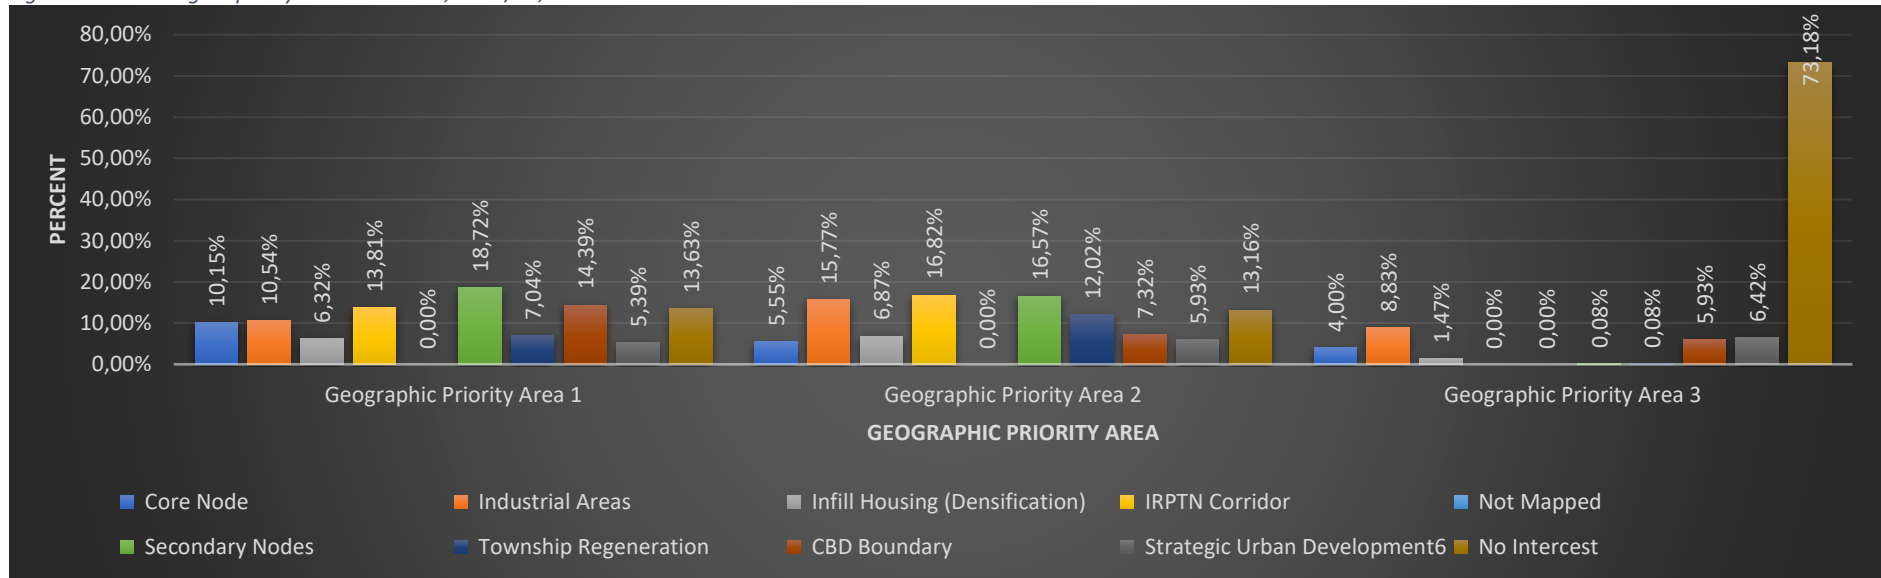 80,00%
70,00%
60,00%
50,00%
40,00%
30,00%
20,00%
10,00%
0,00%
PERCENT
10,15%
10,54%
6,32%
13,81%
0,00%
18,72%
7,04%
14,39%
5,39%
13,63%
5,55%
15,77%
6,87%
16,82%
0,00%
16,57%
12,02%
7,32%
5,93%
13,16%
4,00%
8,83%
1,47%
0,00%
0,00%
0,08%
0,08%
5,93%
6,42%
73,18%
Geographic Priority Area 1
Geographic Priority Area 2
Geographic Priority Area 3
GEOGRAPHIC PRIORITY AREA
Core Node
Industrial Areas
Infill Housing (Densification)
IRPTN Corridor
Not Mapped
Secondary Nodes
Township Regeneration
CBD Boundary
Strategic Urban Development6
No Intercest